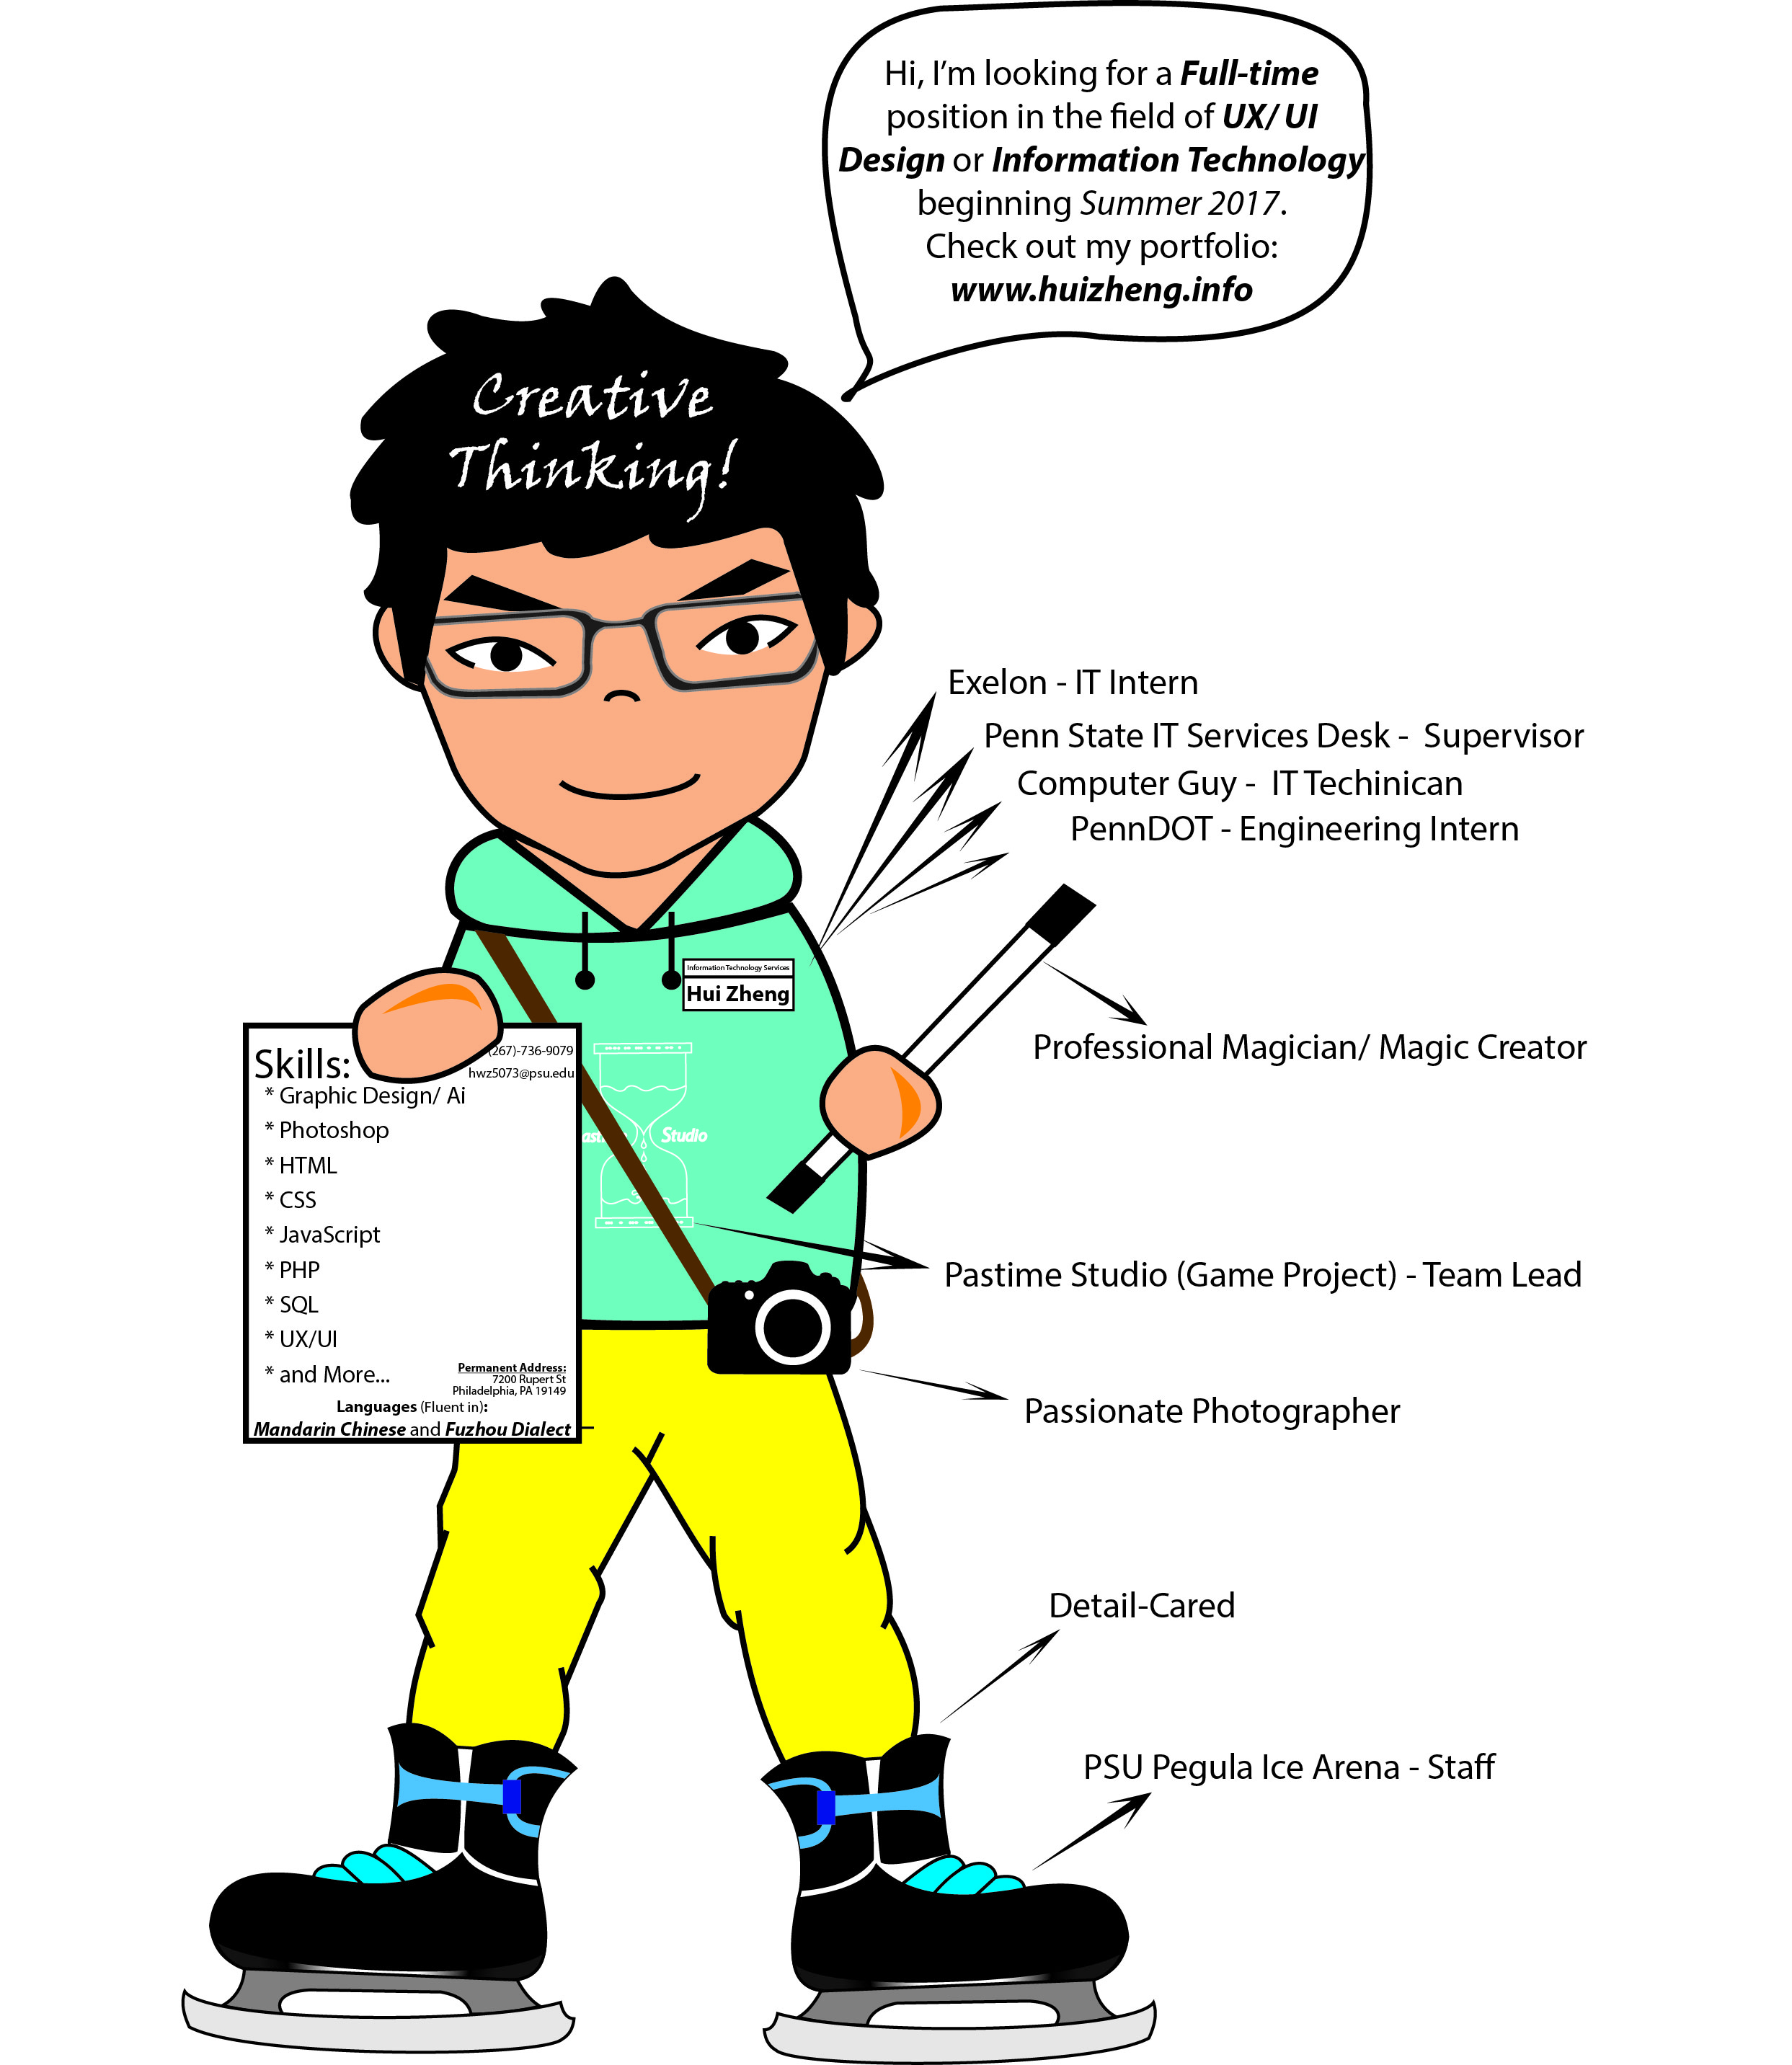 Hi, I’m looking for a Full-time
position in the field of UX/ UI
Design or Information Technology
beginning Summer 2017.
Check out my portfolio:
www.huizheng.info
Creative
Thinking!
Exelon - IT Intern
Penn State IT Services Desk - Supervisor
Computer Guy - IT Techinican
PennDOT - Engineering Intern
Information Technology Services
Hui Zheng
Professional Magician/ Magic Creator
Skills:
(267)-736-9079
hwz5073@psu.edu
* Graphic Design/ Ai
* Photoshop
* HTML
* CSS
* JavaScript
* PHP
* SQL
* UX/UI
* and More...
Permanent Address:
7200 Rupert St
Philadelphia, PA 19149
Languages (Fluent in):
Mandarin Chinese and Fuzhou Dialect
Studio
Pastime Studio (Game Project) - Team Lead
Passionate Photographer
Detail-Cared
PSU Pegula Ice Arena - Staff